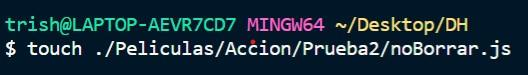 trish@LAPTOP-AEVR7CD7 MINGW64 ~/Desktop/DH
$ touch ./Peliculas/Accion/Prueba2/noBorrar.js